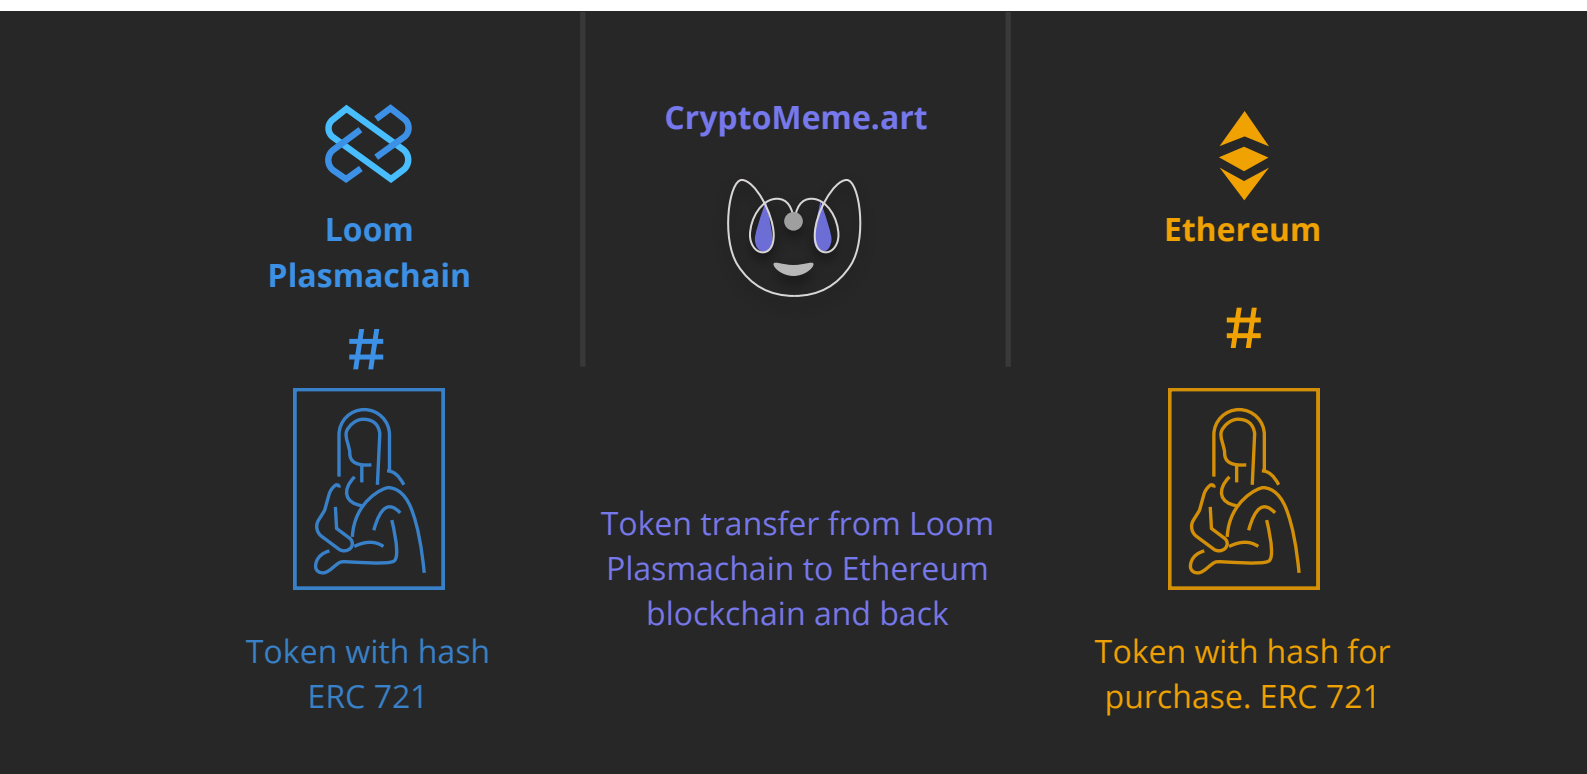 Loom
Plasmachain
#
Token with hash
ERC 721
CryptoMeme.art
Token transfer from Loom
Plasmachain to Ethereum
blockchain and back
Ethereum
#
Token with hash for
purchase. ERC 721